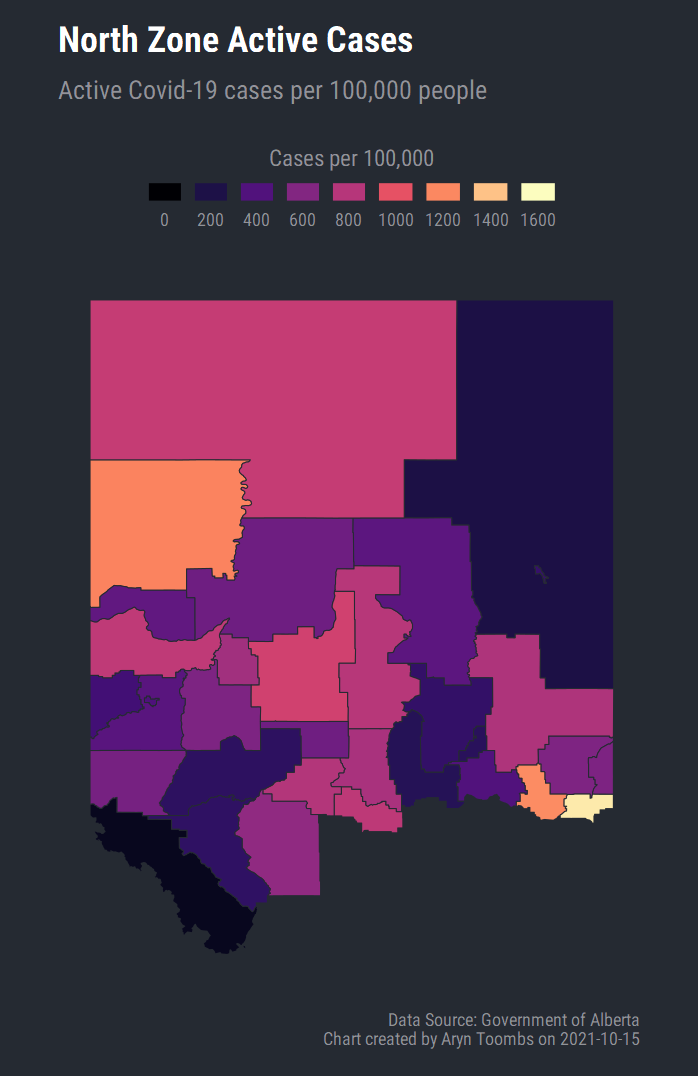 North Zone Active Cases
Active Covid-19 cases per 100,000 people
Cases per 100,000
0 200 400 600 800 1000 1200 1400 1600
Data Source: Government of Alberta
Chart created by Aryn Toombs on 2021-10-15